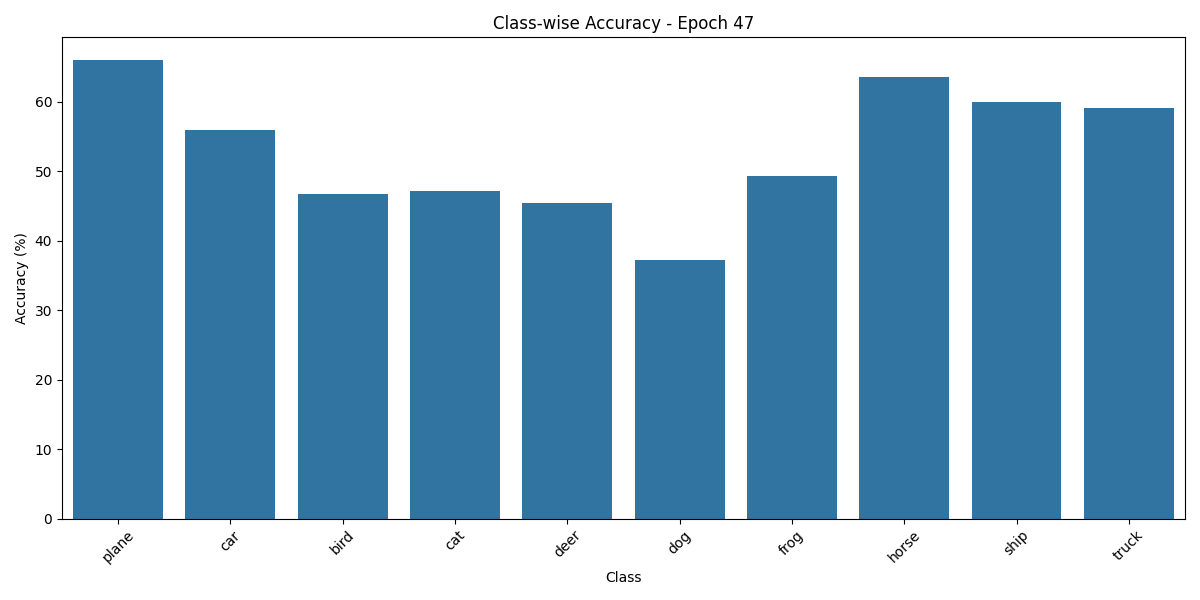 Class-wise Accuracy - Epoch 47
Accuracy (%)
60
50
40
30
20
10
0
plane
car
bird
cat
deer
dog
frog
horse
ship
truck
Class